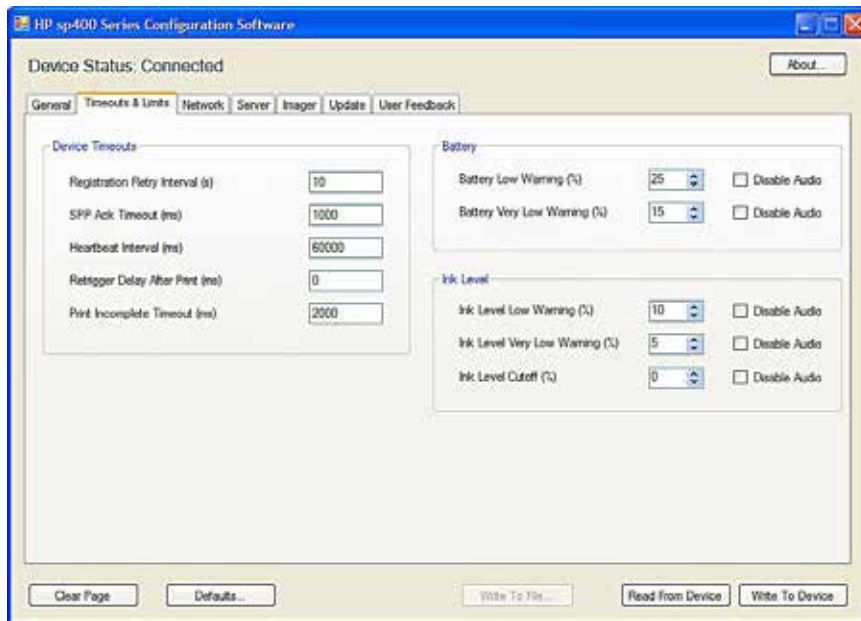 HP sp400 Series Configuration Software
Device Status: Connected
About...
General Timeouts & Limits Network Server Imager Update User Feedback
Device Timeouts
Registration Retry Interval (s) 10
SPP Ack Timeout (ms) 1000
Heartbeat Interval (ms) 60000
Retrigger Delay After Print (ms) 0
Print Incomplete Timeout (ms) 2000
Battery
Battery Low Warning (%) 25 Disable Audio
Battery Very Low Warning (%) 15 Disable Audio
Ink Level
Ink Level Low Warning (%) 10 Disable Audio
Ink Level Very Low Warning (%) 5 Disable Audio
Ink Level Cutoff (%) 0 Disable Audio
Clear Page Defaults... Write To File... Read From Device Write To Device